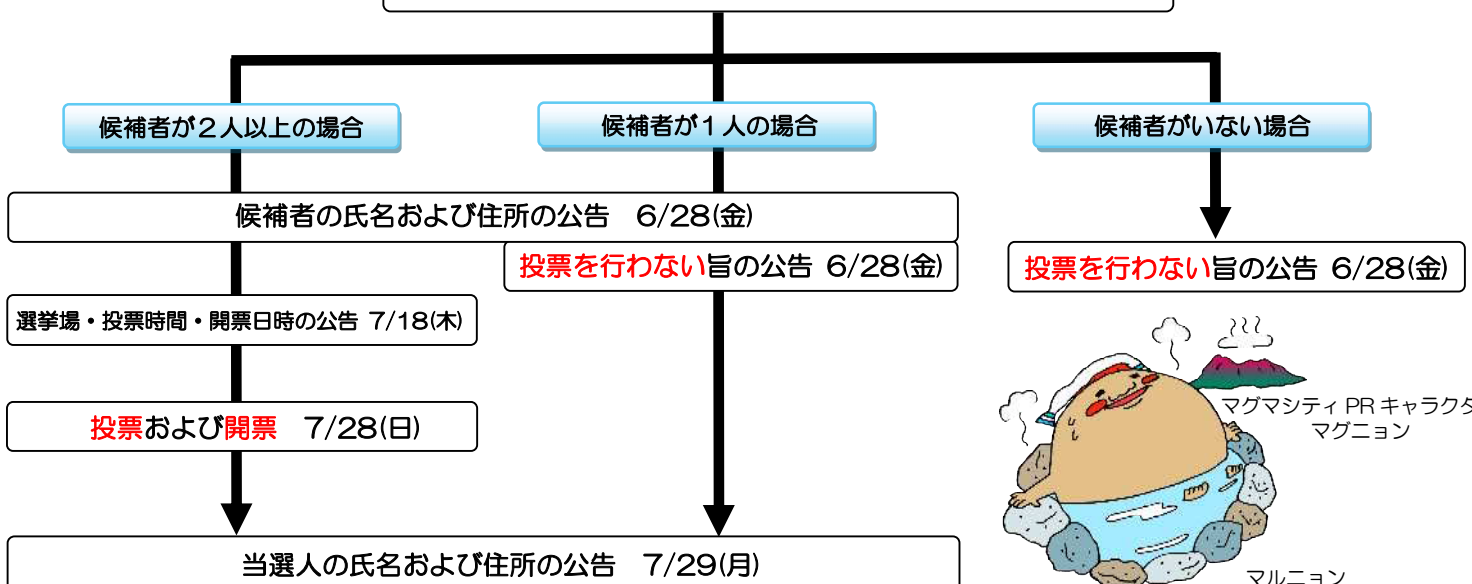 候補者が２人以上の場合
候補者が１人の場合
候補者がいない場合
候補者の氏名および住所の公告　6/28(金)
投票を行わない旨の公告 6/28(金)
投票を行わない旨の公告 6/28(金)
選挙場・投票時間・開票日時の公告 7/18(木)
投票および開票　7/28(日)
マグマシティ PR キャラクタ
マグニョン
当選人の氏名および住所の公告　7/29(月)
マルニョン